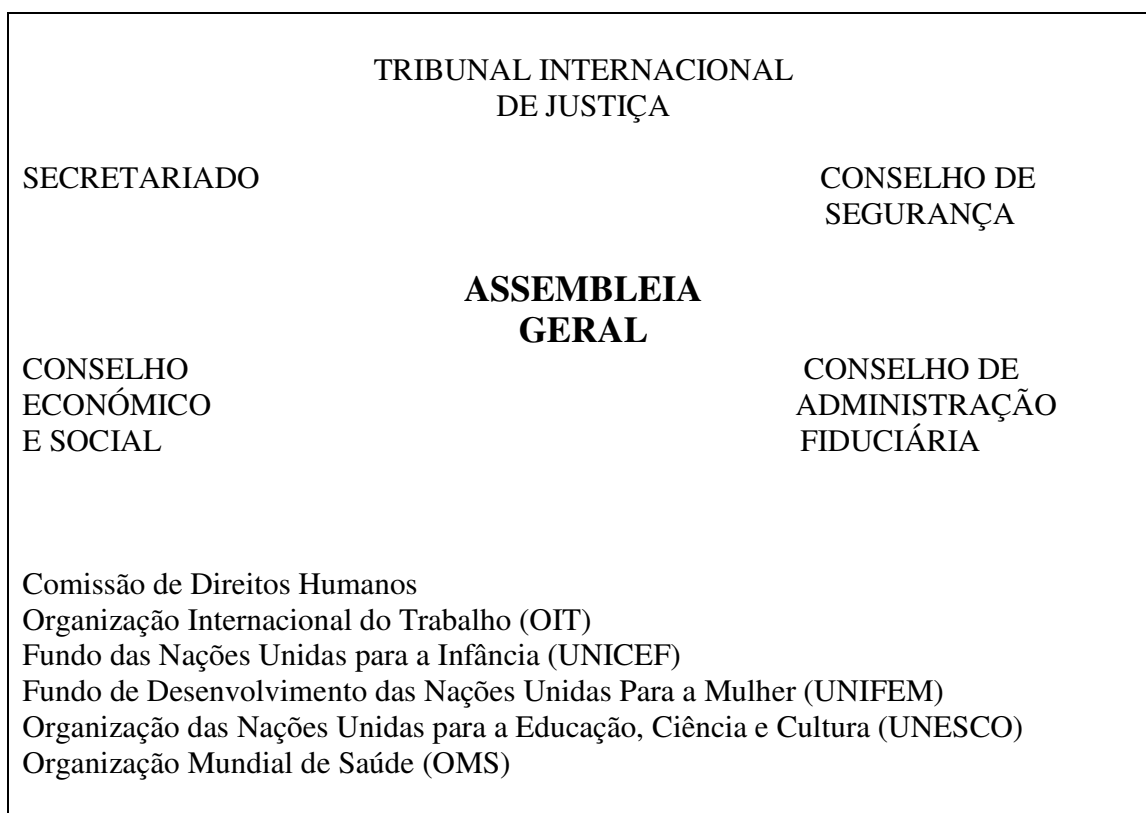 TRIBUNAL INTERNACIONAL
DE JUSTIÇA
SECRETARIADO CONSELHO DE
SEGURANÇA
ASSEMBLEIA
GERAL
CONSELHO CONSELHO DE
ECONÓMICO ADMINISTRAÇÃO
E SOCIAL FIDUCIÁRIA
Comissão de Direitos Humanos
Organização Internacional do Trabalho (OIT)
Fundo das Nações Unidas para a Infância (UNICEF)
Fundo de Desenvolvimento das Nações Unidas Para a Mulher (UNIFEM)
Organização das Nações Unidas para a Educação, Ciência e Cultura (UNESCO)
Organização Mundial de Saúde (OMS)